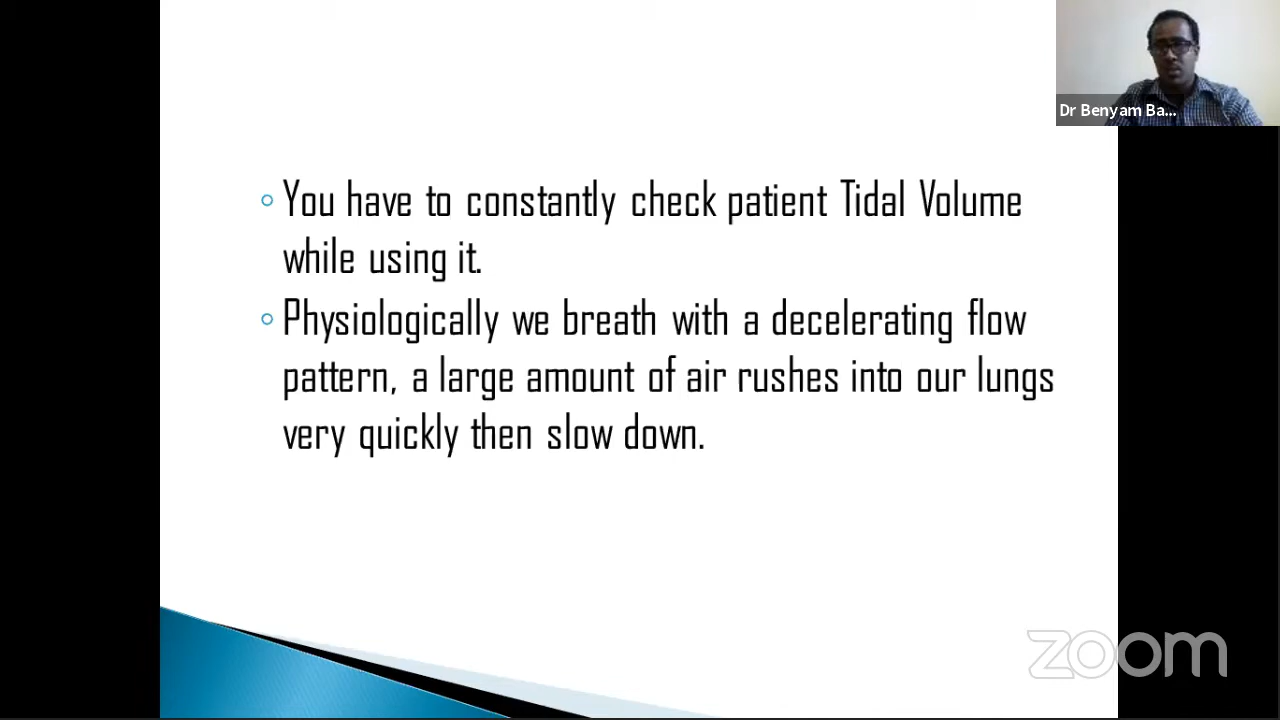 Dr Benyam Ba...
◦ You have to constantly check patient Tidal Volume
while using it.
◦ Physiologically we breath with a decelerating flow
pattern, a large amount of air rushes into our lungs
very quickly then slow down.
zoom